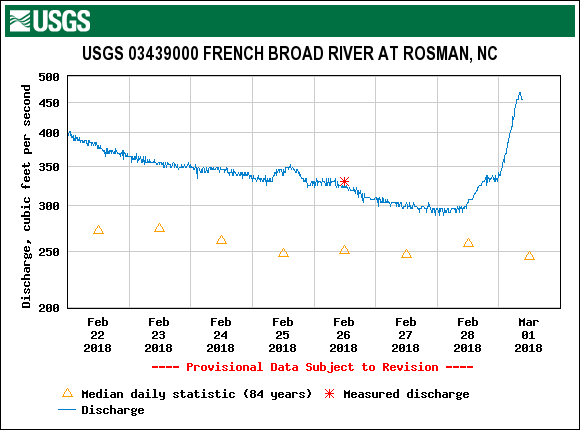 USGS
USGS 03439000 FRENCH BROAD RIVER AT ROSMAN, NC
Discharge, cubic feet per second
500
450
400
350
300
250
200
Feb 22 2018
Feb 23 2018
Feb 24 2018
Feb 25 2018
Feb 26 2018
Feb 27 2018
Feb 28 2018
Mar 01 2018
---- Provisional Data Subject to Revision ----
Median daily statistic (84 years)
Measured discharge
Discharge